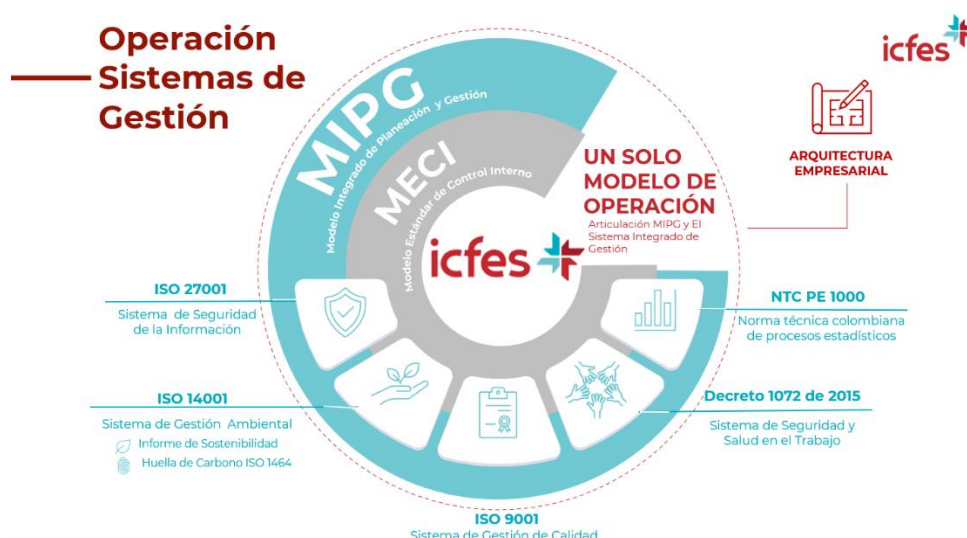 Operación
Sistemas de
Gestión
icfes
MIPG
Modelo Integrado de Planeación y Gestión
MECI
Modelo Estándar de Control Interno
UN SOLO
MODELO DE
OPERACIÓN
Articulación MIPG y El
Sistema Integrado de
Gestión
ARQUITECTURA
EMPRESARIAL
icfes
ISO 27001
Sistema de Seguridad
de la Información
ISO 14001
Sistema de Gestión Ambiental
Informe de Sostenibilidad
Huella de Carbono ISO 1464
ISO 9001
Sistema de Gestión de Calidad
NTC PE 1000
Norma técnica colombiana
de procesos estadísticos
Decreto 1072 de 2015
Sistema de Seguridad y
Salud en el Trabajo